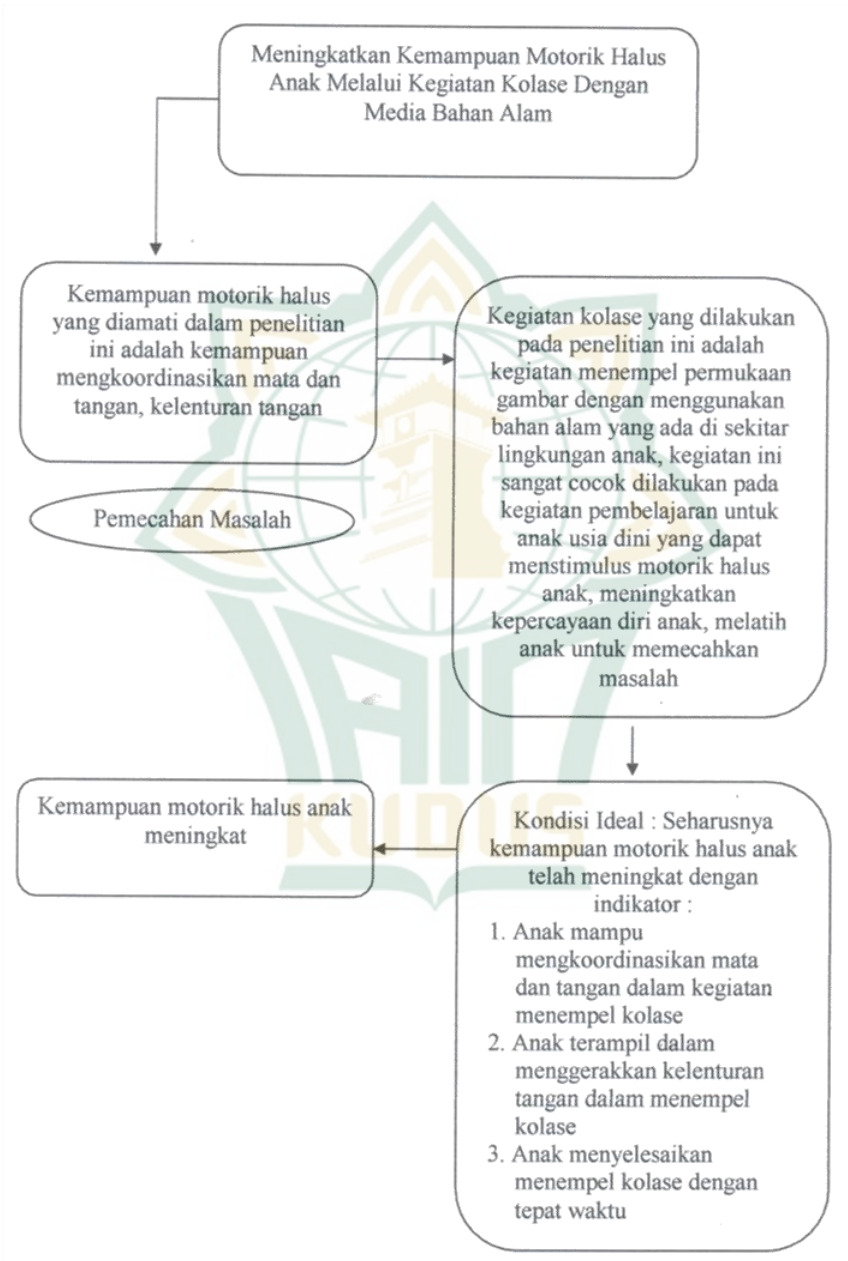 Meningkatkan Kemampuan Motorik Halus
Anak Melalui Kegiatan Kolase Dengan
Media Bahan Alam
Kemampuan motorik halus
yang diamati dalam penelitian
ini adalah kemampuan
mengkoordinasikan mata dan
tangan, kelenturan tangan
Kegiatan kolase yang dilakukan
pada penelitian ini adalah
kegiatan menempel permukaan
gambar dengan menggunakan
bahan alam yang ada di sekitar
lingkungan anak, kegiatan ini
sangat cocok dilakukan pada
kegiatan pembelajaran untuk
anak usia dini yang dapat
menstimulus motorik halus
anak, meningkatkan
kepercayaan diri anak, melatih
anak untuk memecahkan
masalah
Pemecahan Masalah
Kondisi Ideal : Seharusnya
kemampuan motorik halus anak
telah meningkat dengan
indikator :
1. Anak mampu
mengkoordinasikan mata
dan tangan dalam kegiatan
menempel kolase
2. Anak terampil dalam
menggerakkan kelenturan
tangan dalam menempel
kolase
3. Anak menyelesaikan
menempel kolase dengan
tepat waktu
Kemampuan motorik halus anak
meningkat
IAIN
KUDUS